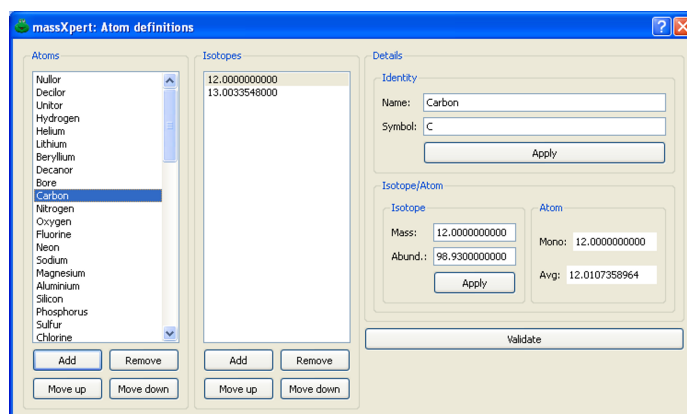 massXpert: Atom definitions
Atoms
Nullor
Decilor
Unitor
Hydrogen
Helium
Lithium
Beryllium
Decanor
Bore
Carbon
Nitrogen
Oxygen
Fluorine
Neon
Sodium
Magnesium
Aluminium
Silicon
Phosphorus
Sulfur
Chlorine
Add Remove
Move up Move down
Isotopes
12.0000000000
13.0033548000
Add Remove
Move up Move down
Details
Identity
Name: Carbon
Symbol: C
Apply
Isotope/Atom
Isotope
Mass: 12.0000000000
Abund.: 98.9300000000
Apply
Atom
Mono: 12.0000000000
Avg: 12.0107358964
Validate